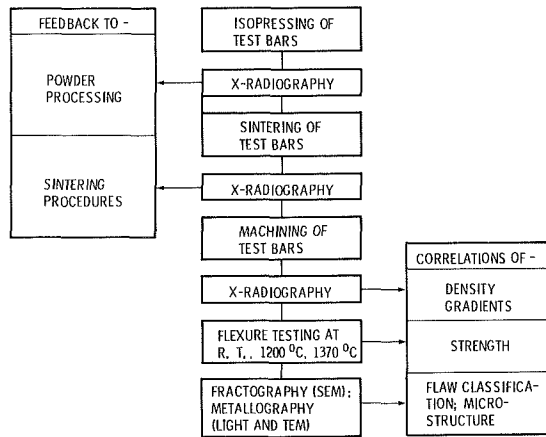 FEEDBACK TO -
POWDER
PROCESSING
SINTERING
PROCEDURES
ISOPRESSING OF
TEST BARS
X-RADIOGRAPHY
SINTERING OF
TEST BARS
X-RADIOGRAPHY
MACHINING OF
TEST BARS
X-RADIOGRAPHY
FLEXURE TESTING AT
R. T., 1200 °C, 1370 °C
FRACTOGRAPHY (SEM);
METALLOGRAPHY
(LIGHT AND TEM)
CORRELATIONS OF -
DENSITY
GRADIENTS
STRENGTH
FLAW CLASSIFICA-
TION; MICRO-
STRUCTURE